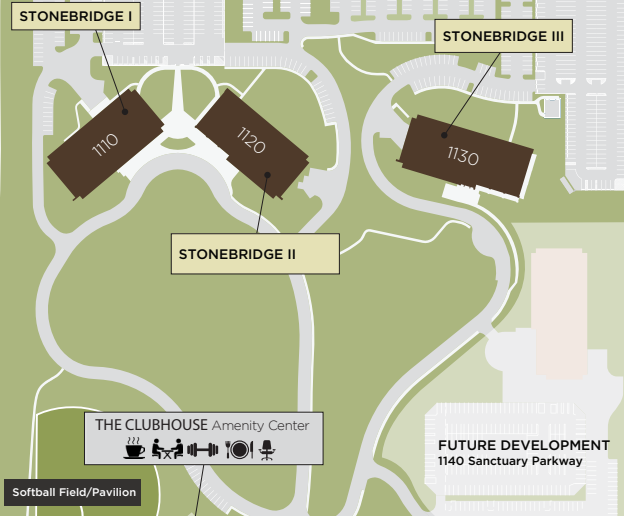 STONEBRIDGE I
STONEBRIDGE III
1110
1120
1130
STONEBRIDGE II
THE CLUBHOUSE Amenity Center
FUTURE DEVELOPMENT
1140 Sanctuary Parkway
Softball Field/Pavilion